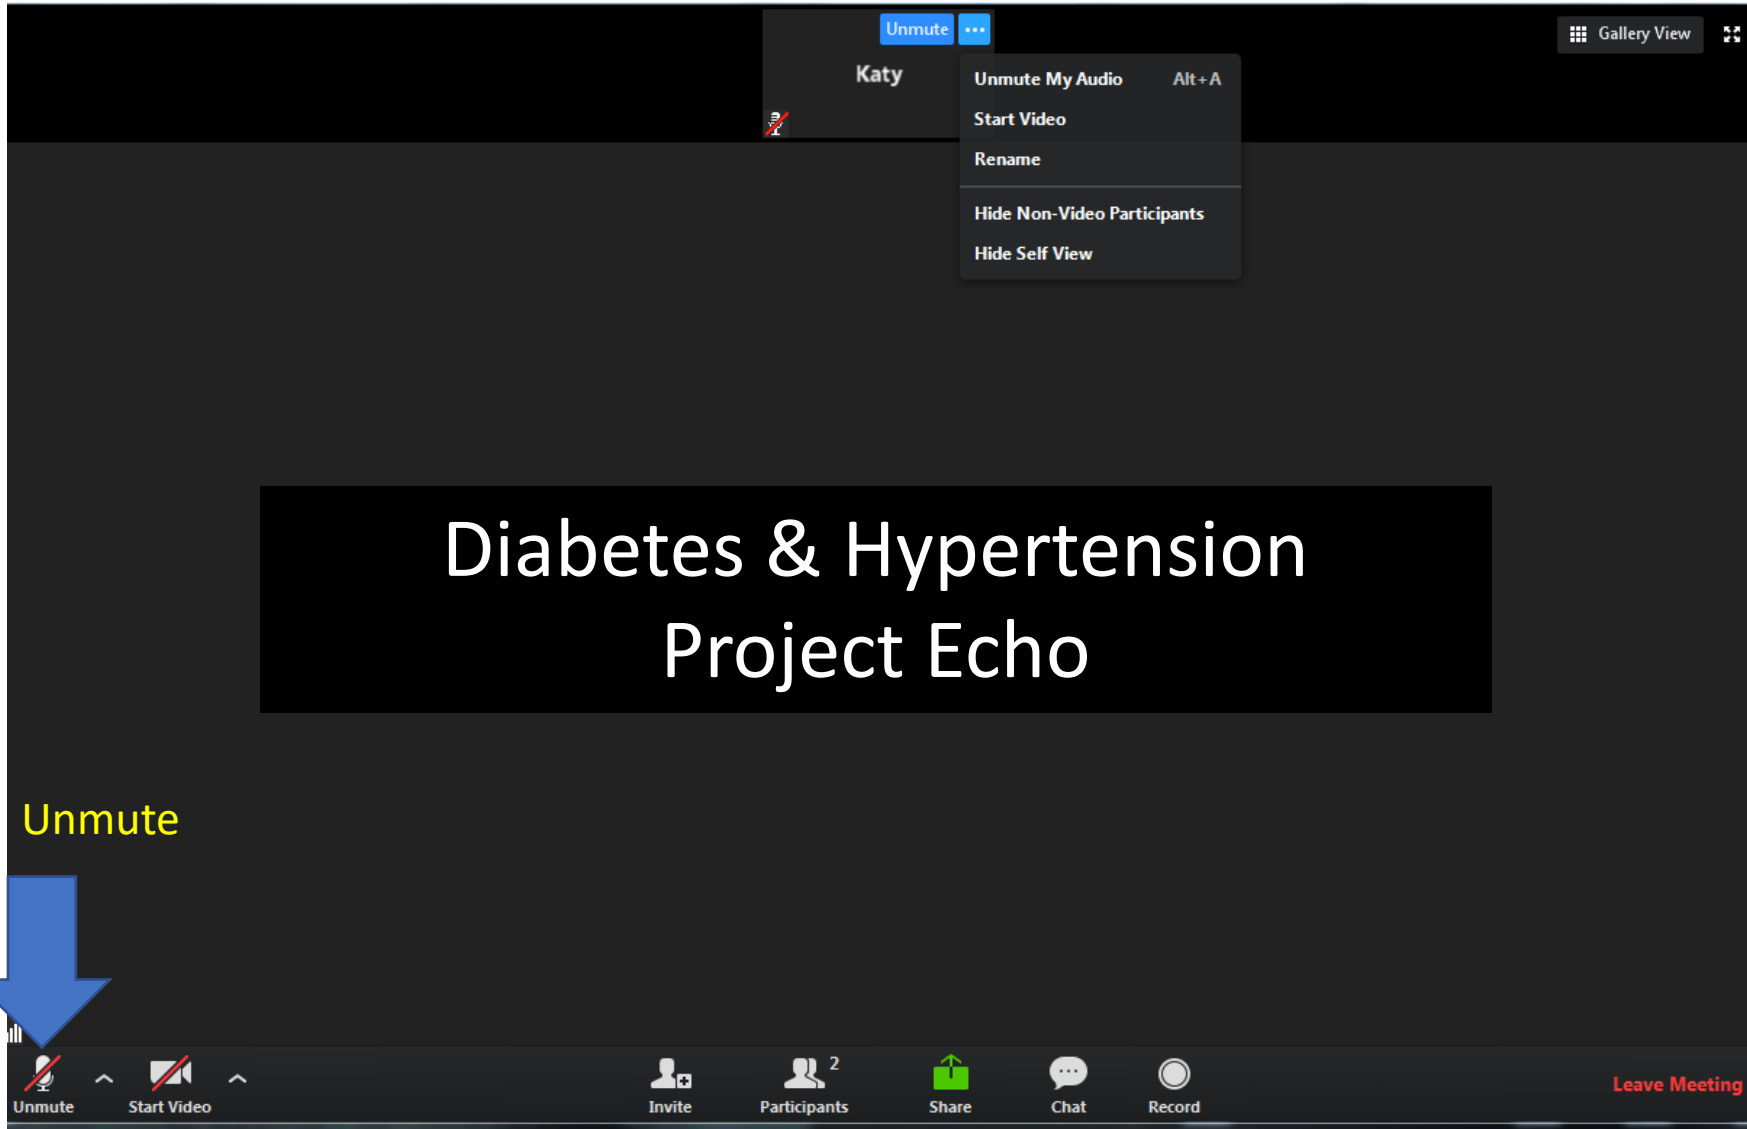 Unmute ...
Gallery View
Katy
Unmute My Audio Alt+A
Start Video
Rename
Hide Non-Video Participants
Hide Self View
Diabetes & Hypertension
Project Echo
Unmute
2
Unmute
Start Video
Invite
Participants
Share
Chat
Record
Leave Meeting